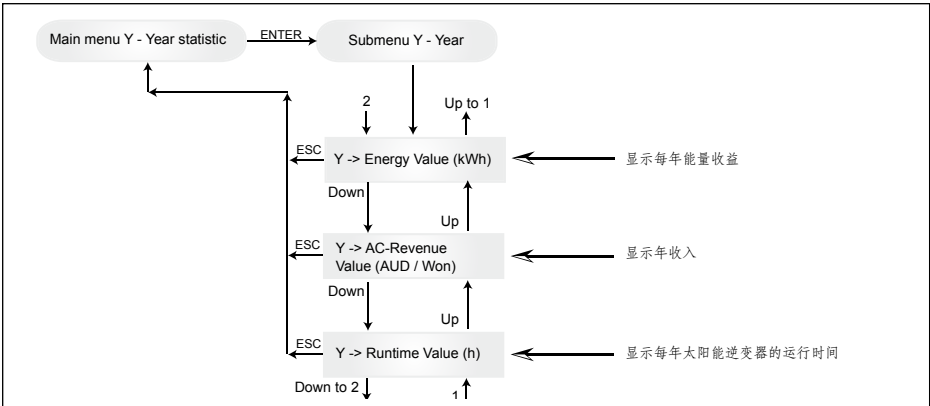 Main menu Y - Year statistic
ENTER
Submenu Y - Year
2
Up to 1
ESC
Y -> Energy Value (kWh)
显示每年能量收益
Down
Up
ESC
Y -> AC-Revenue
Value (AUD / Won)
显示年收入
Down
Up
ESC
Y -> Runtime Value (h)
显示每年太阳能逆变器的运行时间
Down to 2
1